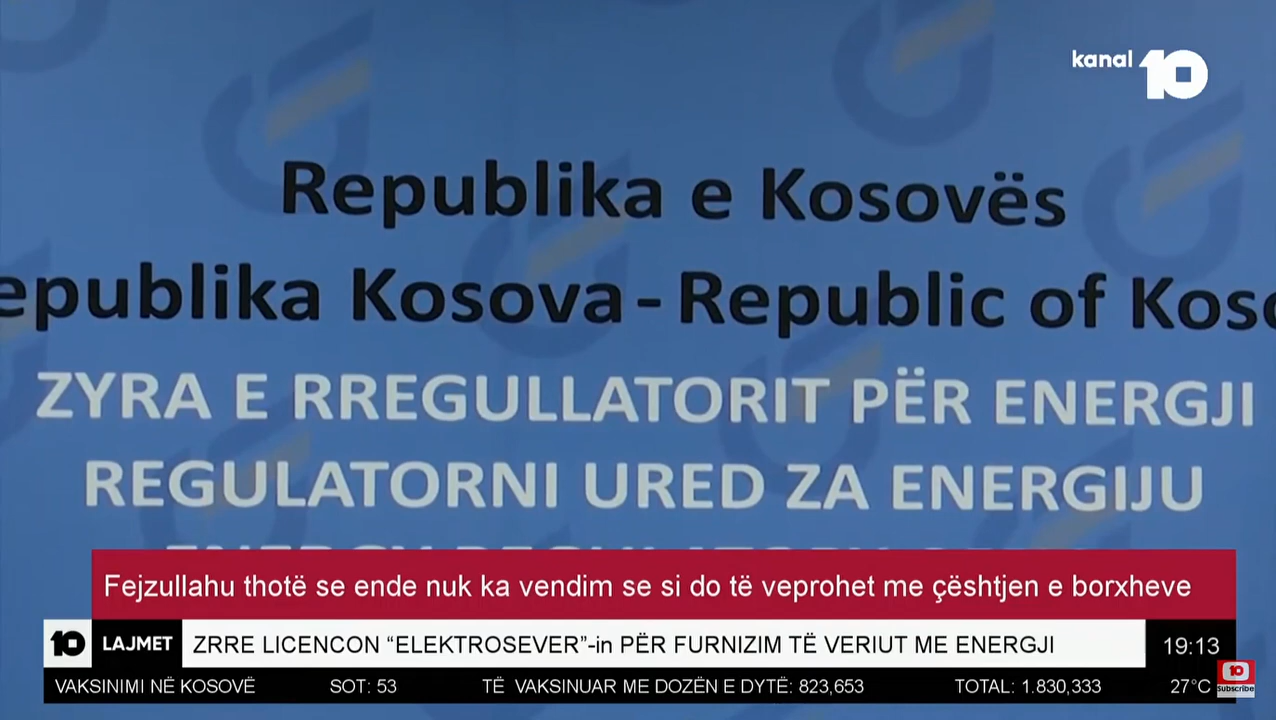 kanal 10
Republika e Kosovës
epublika Kosova - Republic of Koso
ZYRA E RREGULLATORIT PËR ENERGJI
REGULATORNI URED ZA ENERGIJU
Fejzullahu thotë se ende nuk ka vendim se si do të veprohet me çështjen e borxheve
10 LAJMET ZRRE LICENCON “ELEKTROSEVER”-in PËR FURNIZIM TË VERIUT ME ENERGJI 19:13
VAKSINIMI NË KOSOVË SOT: 53 TË VAKSINUAR ME DOZËN E DYTË: 823,653 TOTAL: 1.830,333 27°C
10 Subscribe